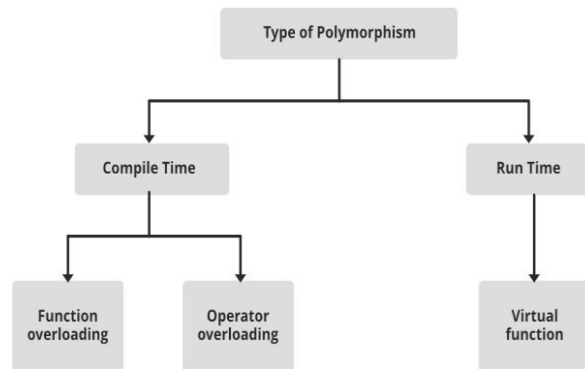 Type of Polymorphism
Compile Time
Run Time
Function
overloading
Operator
overloading
Virtual
function